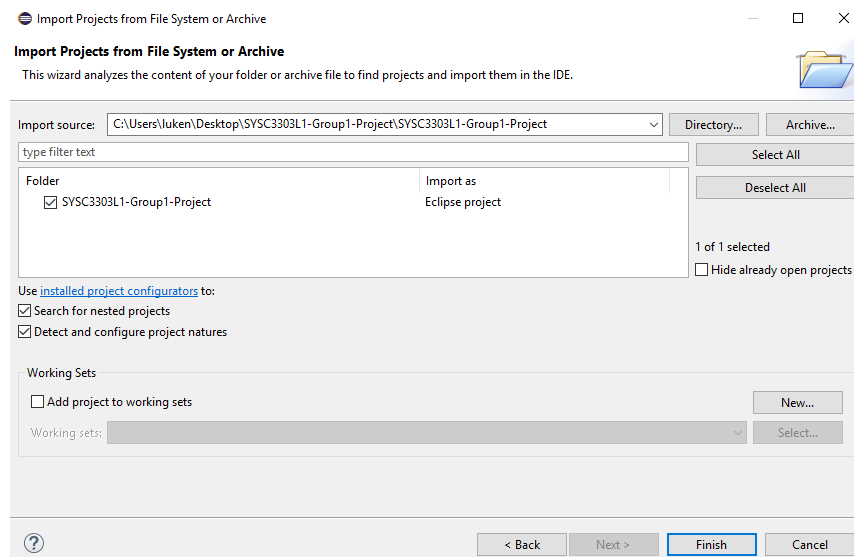 Import Projects from File System or Archive
Import Projects from File System or Archive
This wizard analyzes the content of your folder or archive file to find projects and import them in the IDE.
Import source: C:\Users\luken\Desktop\SYSC3303L1-Group1-Project\SYSC3303L1-Group1-Project Directory... Archive...
type filter text Select All
Folder Import as
Deselect All
SYSC3303L1-Group1-Project Eclipse project
1 of 1 selected
Hide already open projects
Use installed project configurators to:
Search for nested projects
Detect and configure project natures
Working Sets
Add project to working sets New...
Working sets: Select...
? < Back Next > Finish Cancel